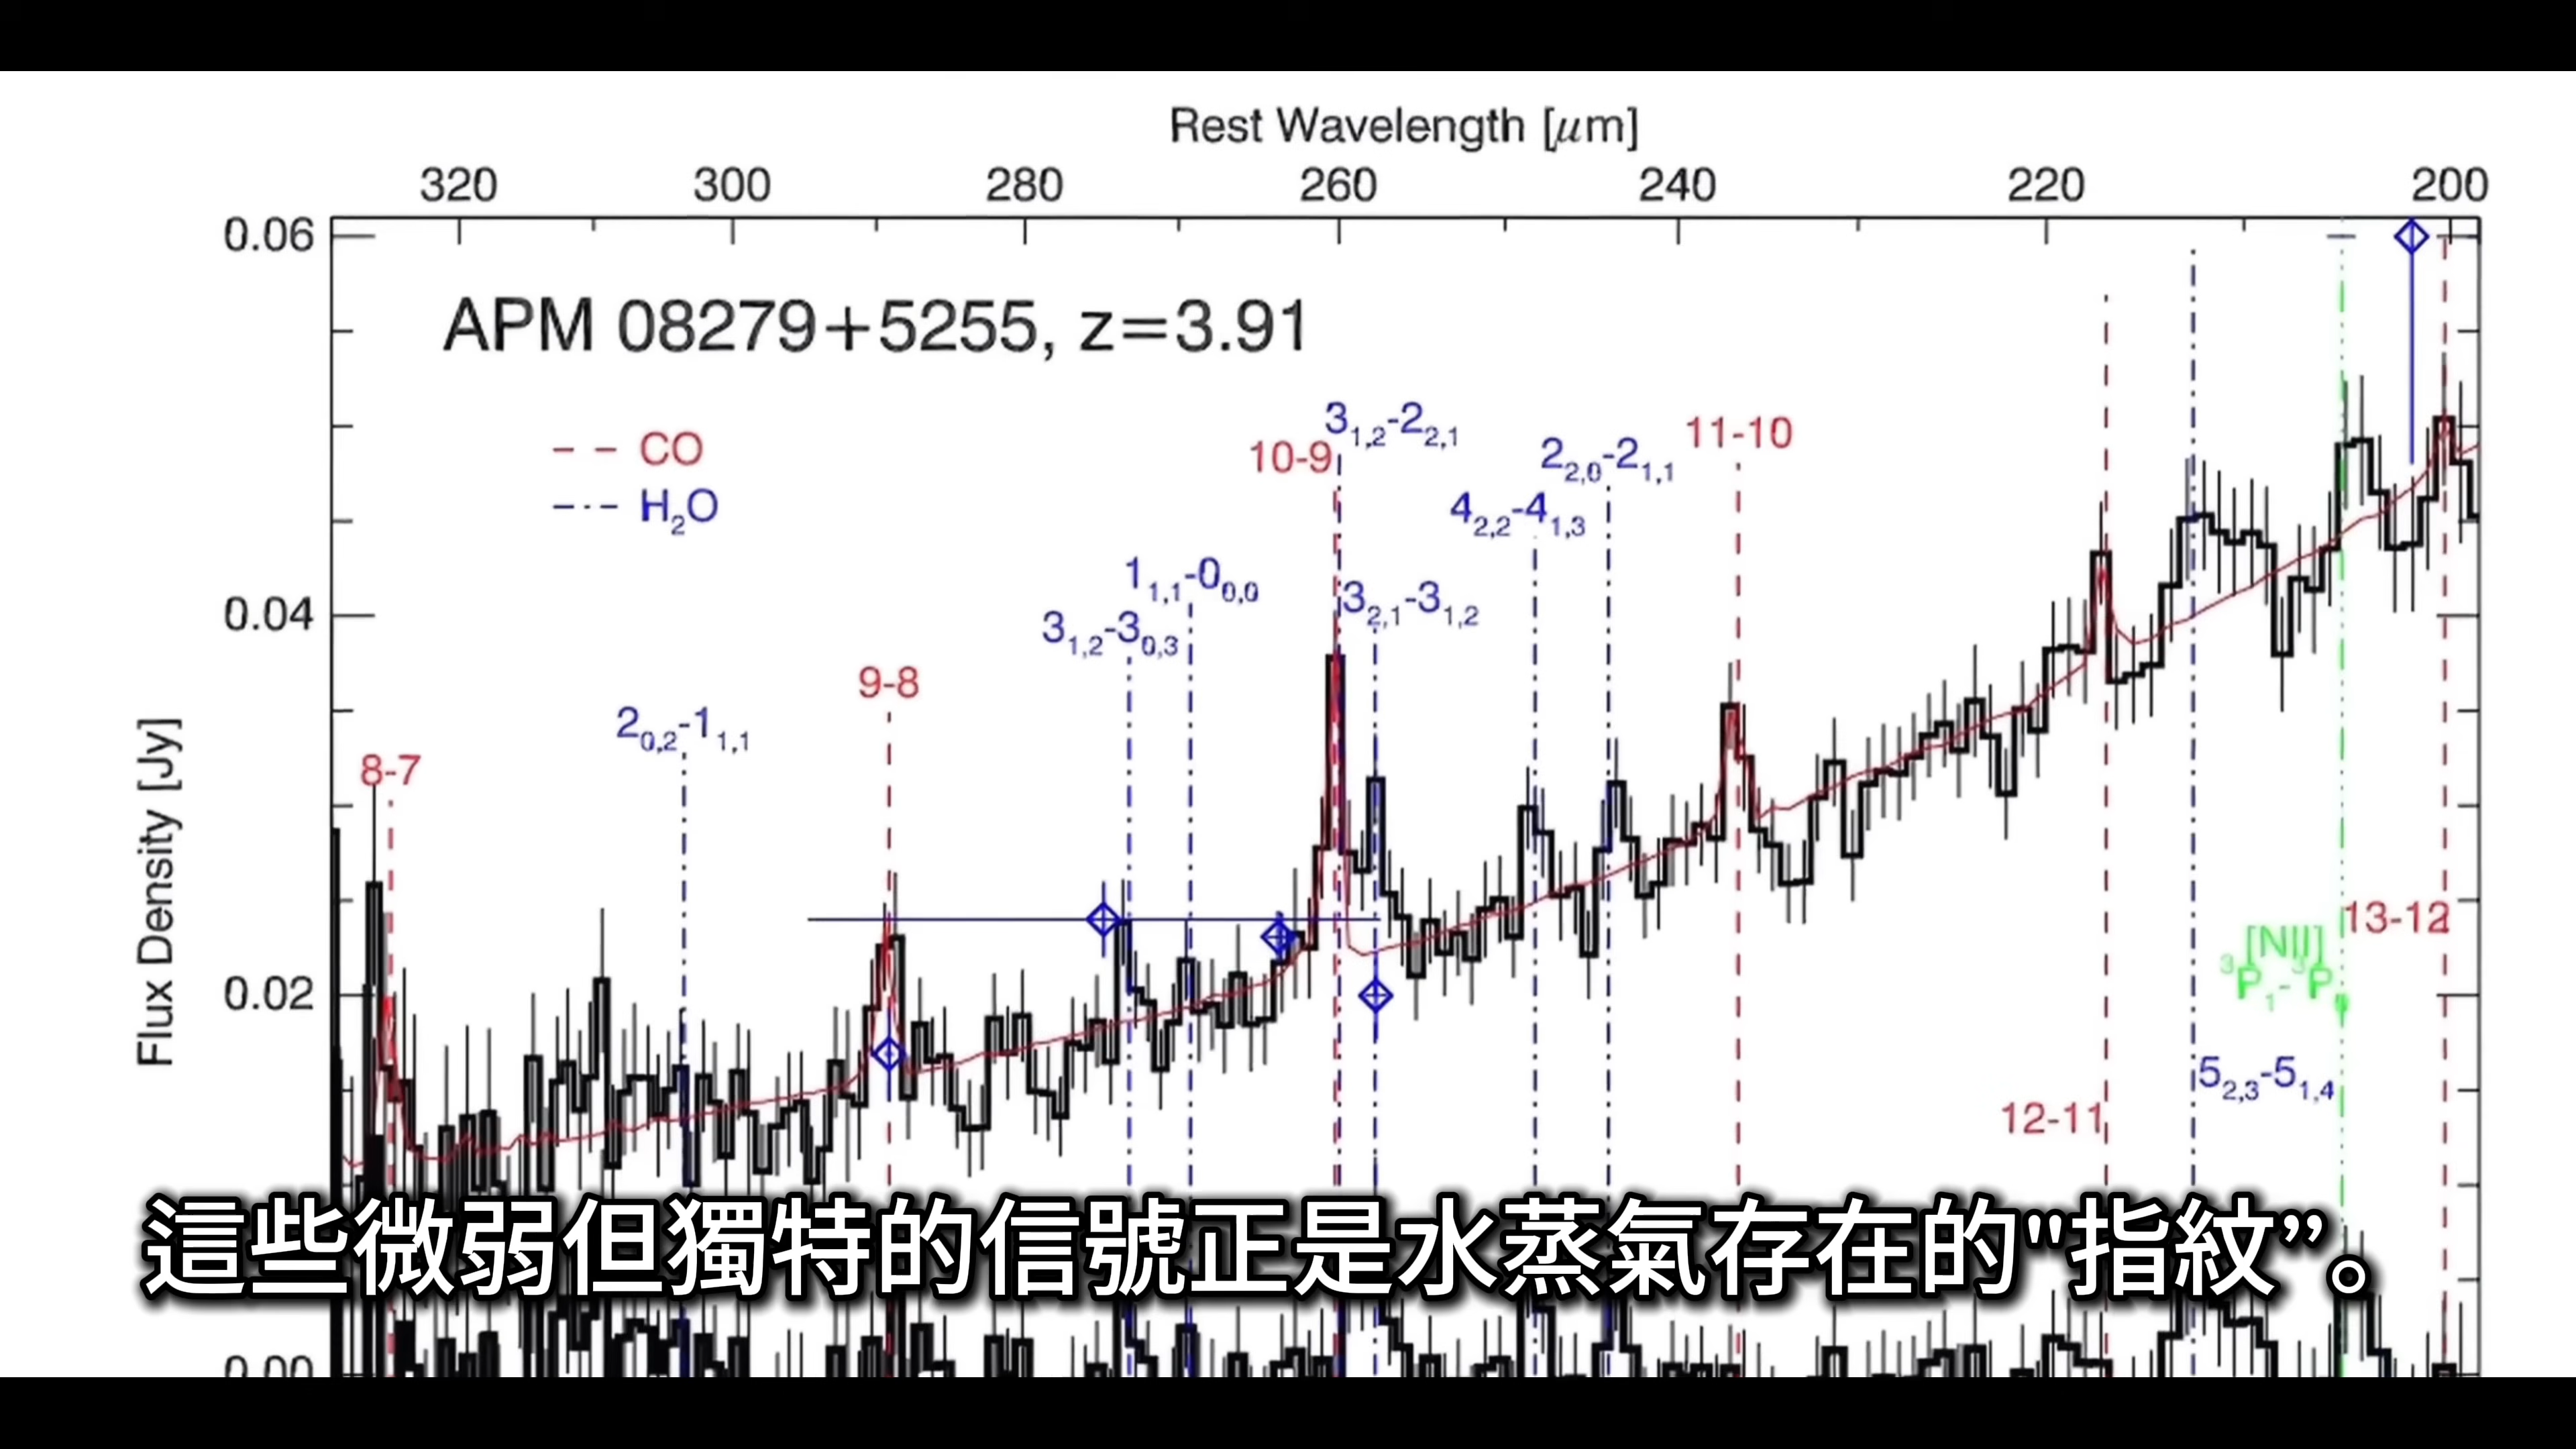 Rest Wavelength [μm]
320 300 280 260 240 220 200
0.06
APM 08279+5255, z=3.91
3₁,₂-2₂,₁
CO
10-9
2₂,₀-2₁,₁
11-10
H₂O
4₂,₂-4₁,₃
1₁,₁-0₀,₀
3₂,₁-3₁,₂
0.04
3₁,₂-3₀,₃
9-8
2₀,₂-1₁,₁
8-7
Flux Density [Jy]
13-12
[NII]
³P₁-³P₀
0.02
5₂,₃-5₁,₄
12-11
這些微弱但獨特的信號正是水蒸氣存在的"指紋”。
0.00